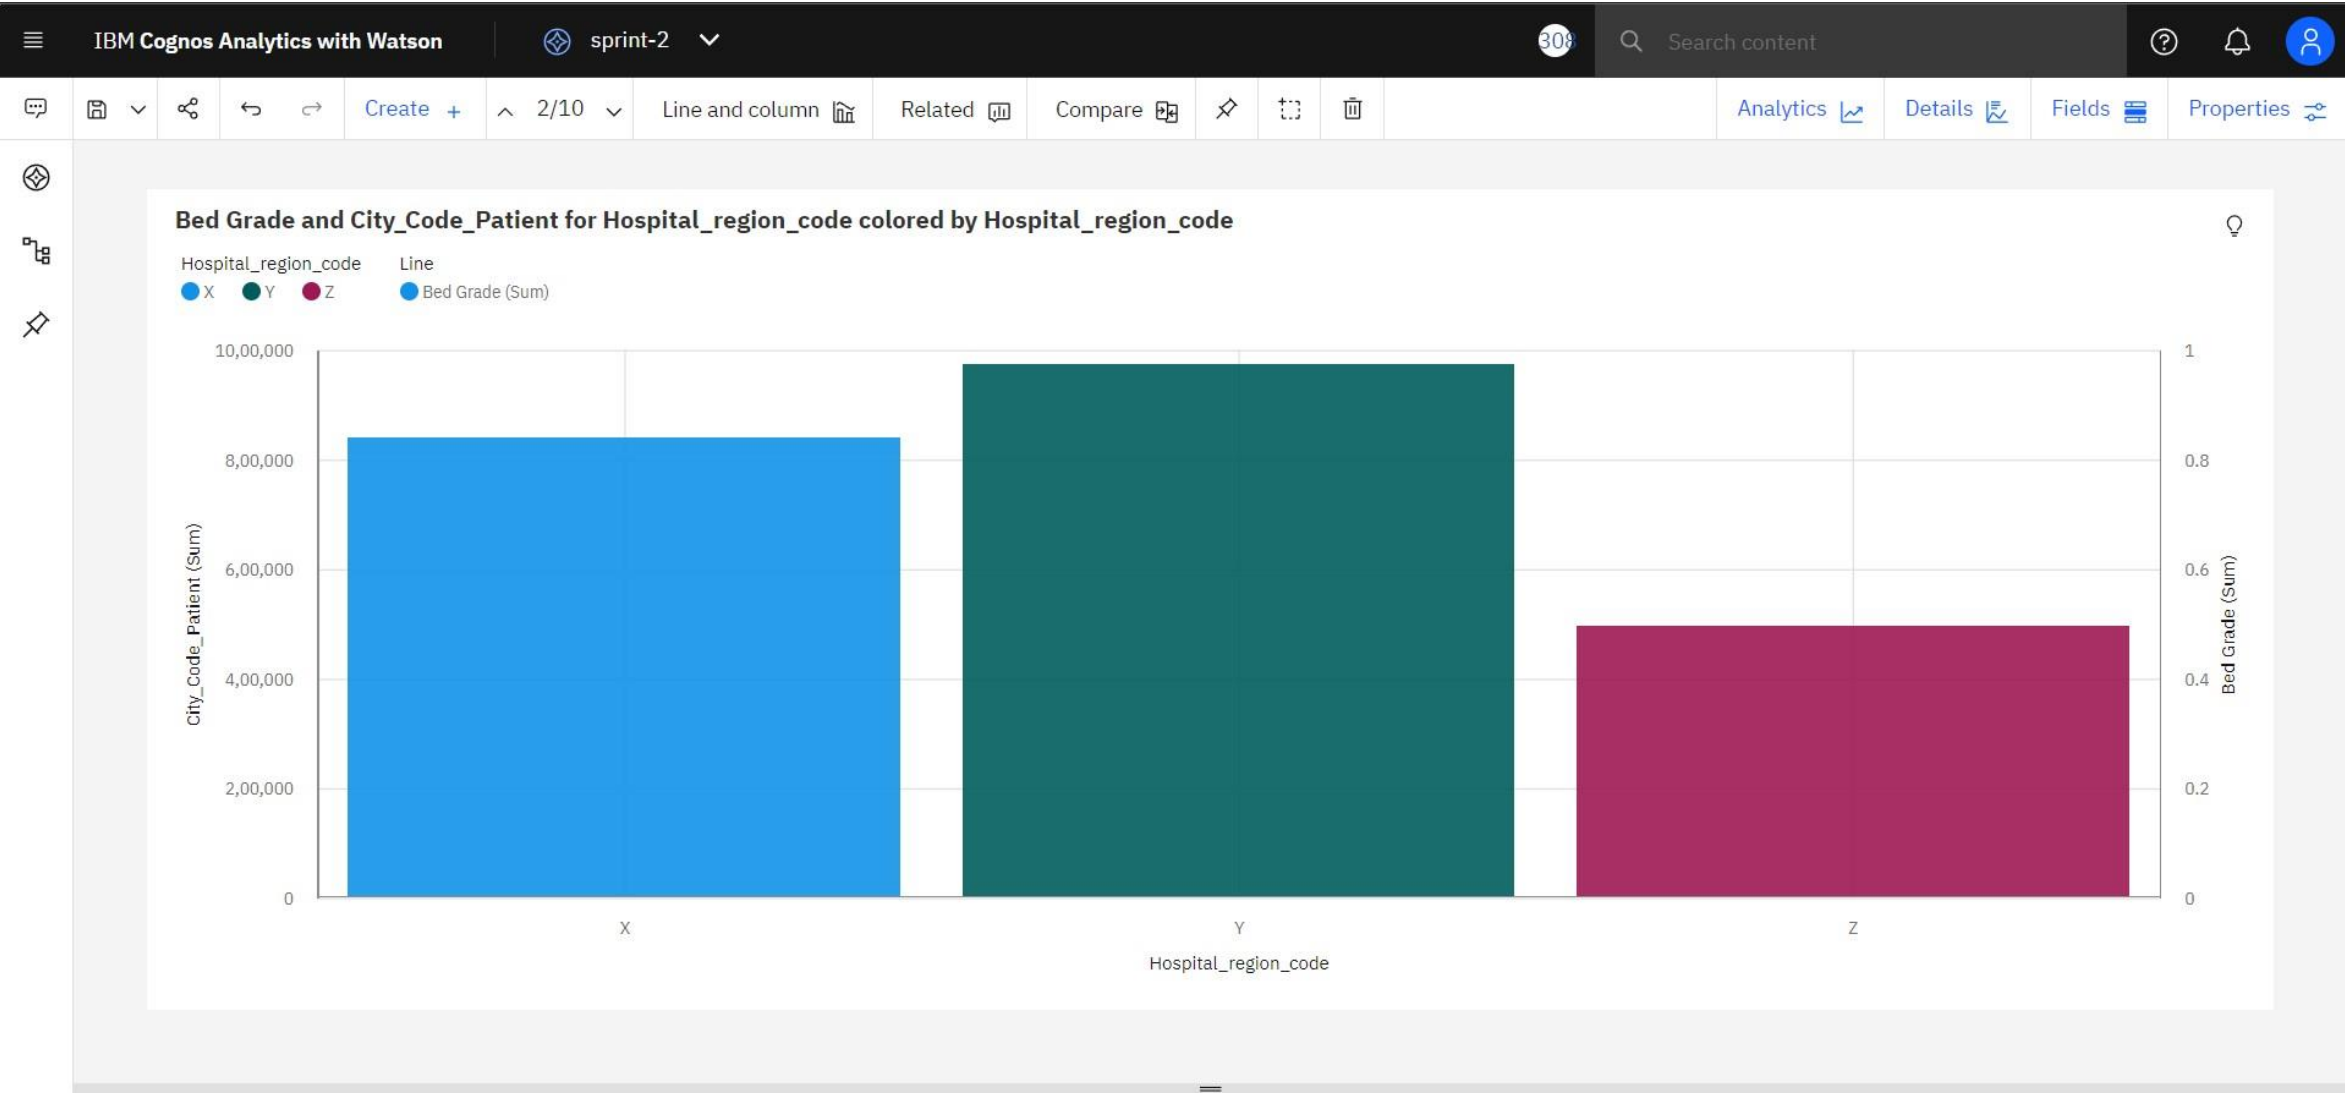 IBM Cognos Analytics with Watson sprint-2 308 Search content
Create + 2/10 Line and column Related Compare Analytics Details Fields Properties
Bed Grade and City_Code_Patient for Hospital_region_code colored by Hospital_region_code
Hospital_region_code Line
X Y Z Bed Grade (Sum)
10,00,000 1
8,00,000 0.8
6,00,000 0.6
4,00,000 0.4
2,00,000 0.2
0 0
City_Code_Patient (Sum)
Bed Grade (Sum)
X Y Z
Hospital_region_code